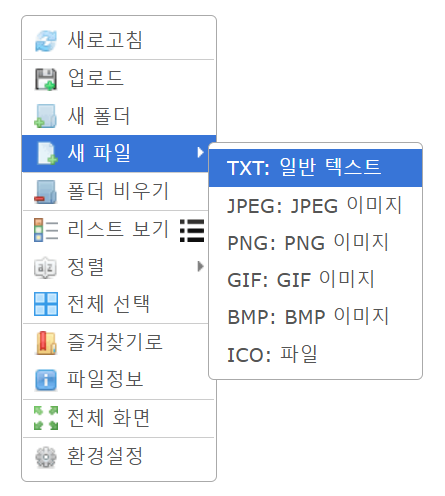 새로고침
업로드
새 폴더
새 파일
TXT: 일반 텍스트
JPEG: JPEG 이미지
PNG: PNG 이미지
GIF: GIF 이미지
BMP: BMP 이미지
ICO: 파일
폴더 비우기
리스트 보기
정렬
전체 선택
즐겨찾기로
파일정보
전체 화면
환경설정